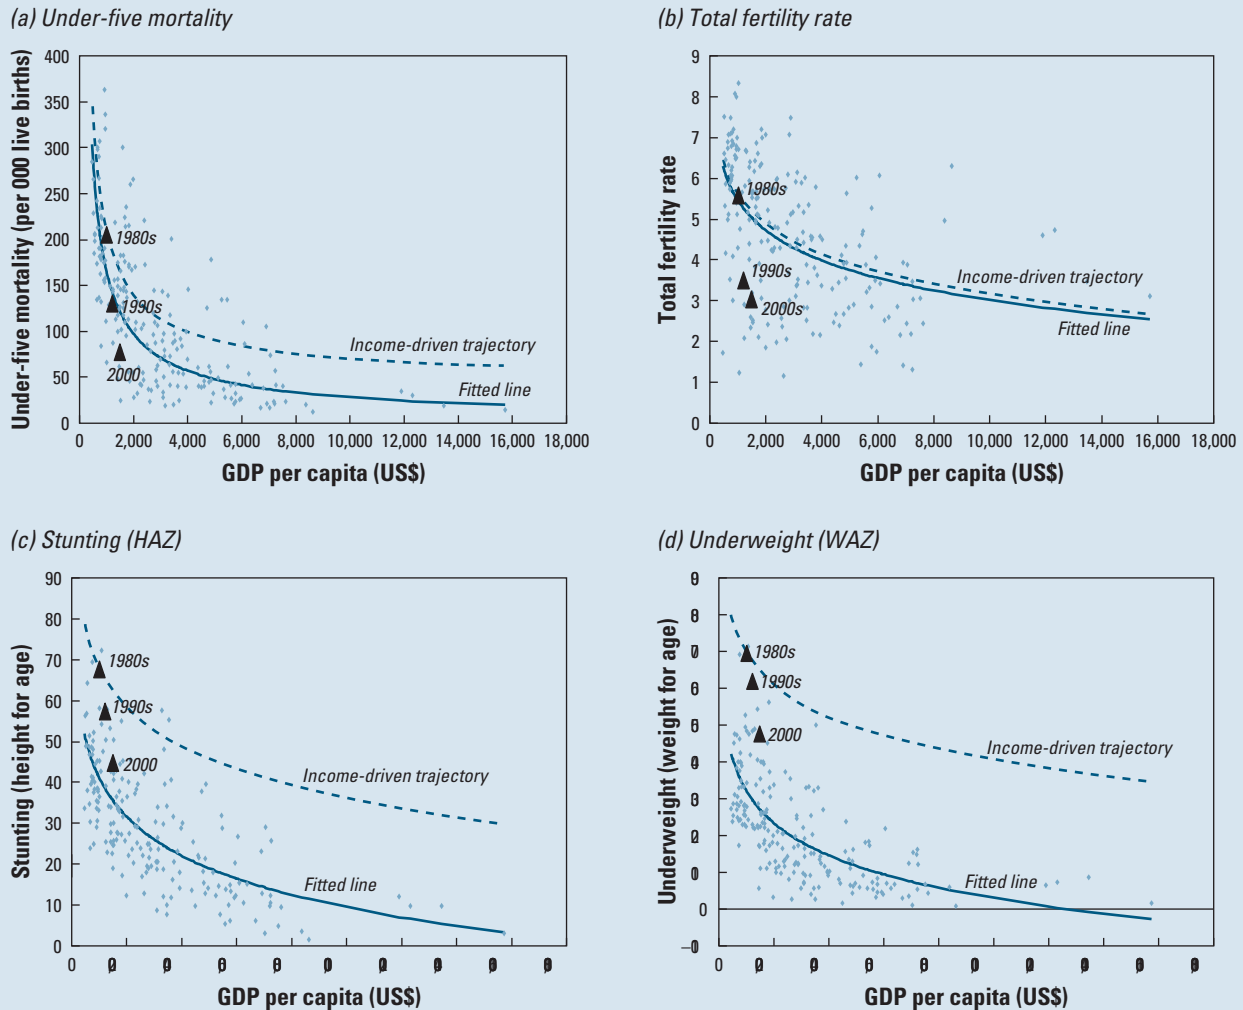 (a) Under-five mortality
Under-five mortality (per 000 live births)
400
350
300
250
200
150
100
50
0
1980s
1990s
2000
Income-driven trajectory
Fitted line
0 2,000 4,000 6,000 8,000 10,000 12,000 14,000 16,000 18,000
GDP per capita (US$)
(b) Total fertility rate
Total fertility rate
9
8
7
6
5
4
3
2
1
0
1980s
1990s
2000s
Income-driven trajectory
Fitted line
0 2,000 4,000 6,000 8,000 10,000 12,000 14,000 16,000 18,000
GDP per capita (US$)
(c) Stunting (HAZ)
Stunting (height for age)
90
80
70
60
50
40
30
20
10
0
1980s
1990s
2000
Income-driven trajectory
Fitted line
0
GDP per capita (US$)
(d) Underweight (WAZ)
Underweight (weight for age)
0
1980s
1990s
2000
Income-driven trajectory
Fitted line
0
GDP per capita (US$)